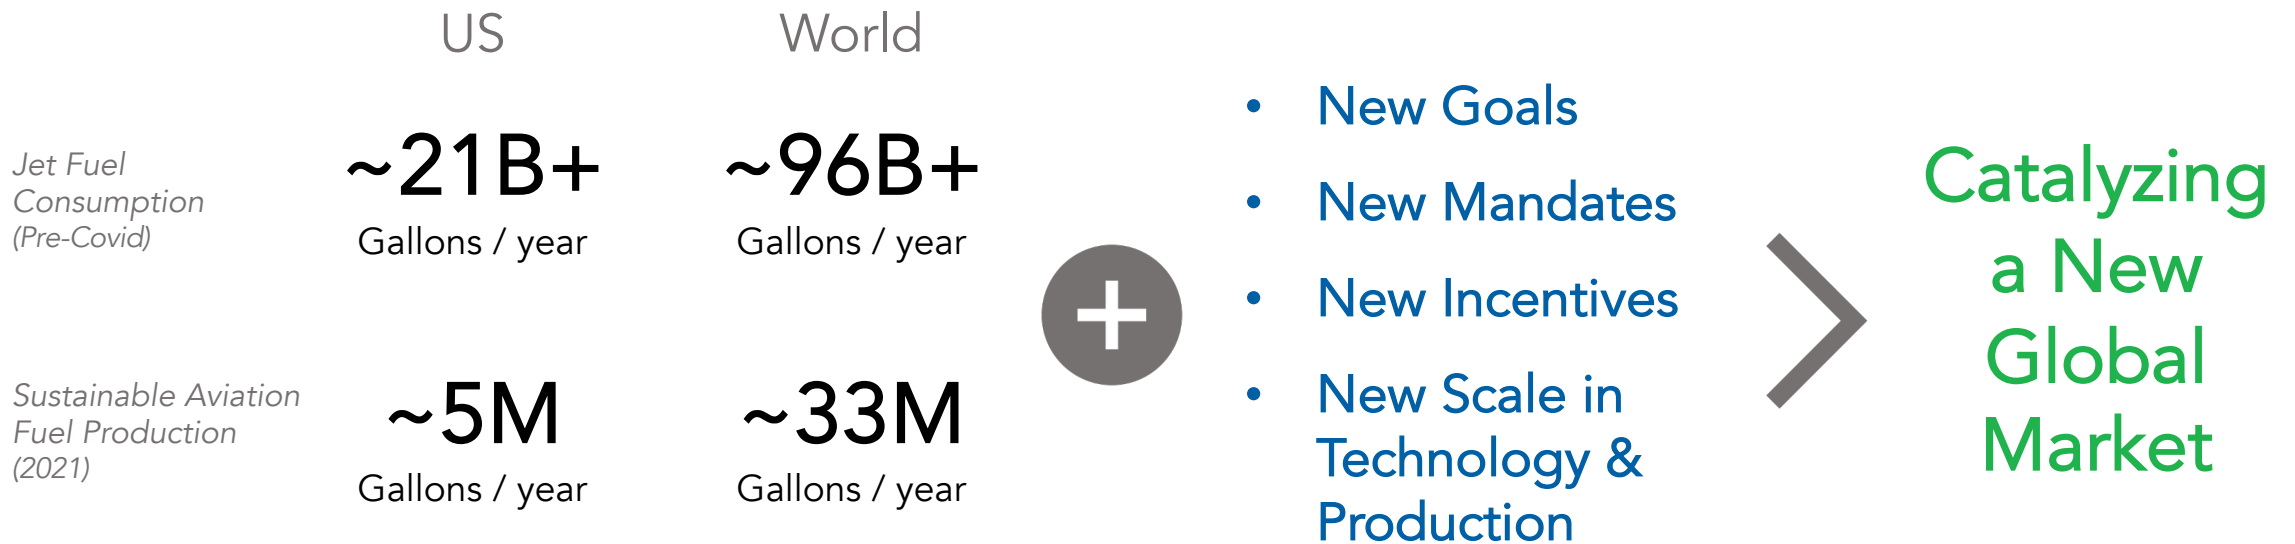 US
World
Jet Fuel
Consumption
(Pre-Covid)
~21B+
Gallons / year
~96B+
Gallons / year
Sustainable Aviation
Fuel Production
(2021)
~5M
Gallons / year
~33M
Gallons / year
+
• New Goals
• New Mandates
• New Incentives
• New Scale in
Technology &
Production
Catalyzing
a New
Global
Market